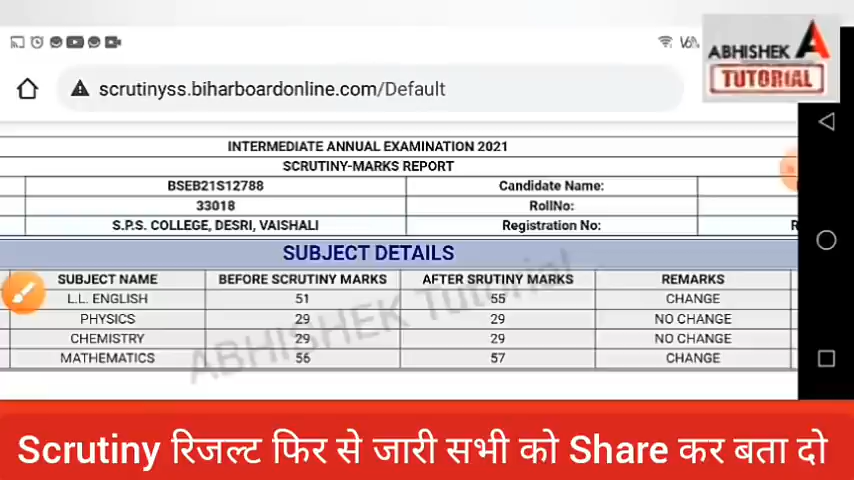 ABHISHEK
TUTORIAL
scrutinyss.biharboardonline.com/Default
INTERMEDIATE ANNUAL EXAMINATION 2021
SCRUTINY-MARKS REPORT
BSEB21S12788 Candidate Name:
33018 RollNo:
S.P.S. COLLEGE, DESRI, VAISHALI Registration No: R
SUBJECT DETAILS
SUBJECT NAME BEFORE SCRUTINY MARKS AFTER SRUTINY MARKS REMARKS
L.L. ENGLISH 51 55 CHANGE
PHYSICS 29 29 NO CHANGE
CHEMISTRY 29 29 NO CHANGE
MATHEMATICS 56 57 CHANGE
ABHISHEK Tutorial
Scrutiny रिजल्ट फिर से जारी सभी को Share कर बता दो